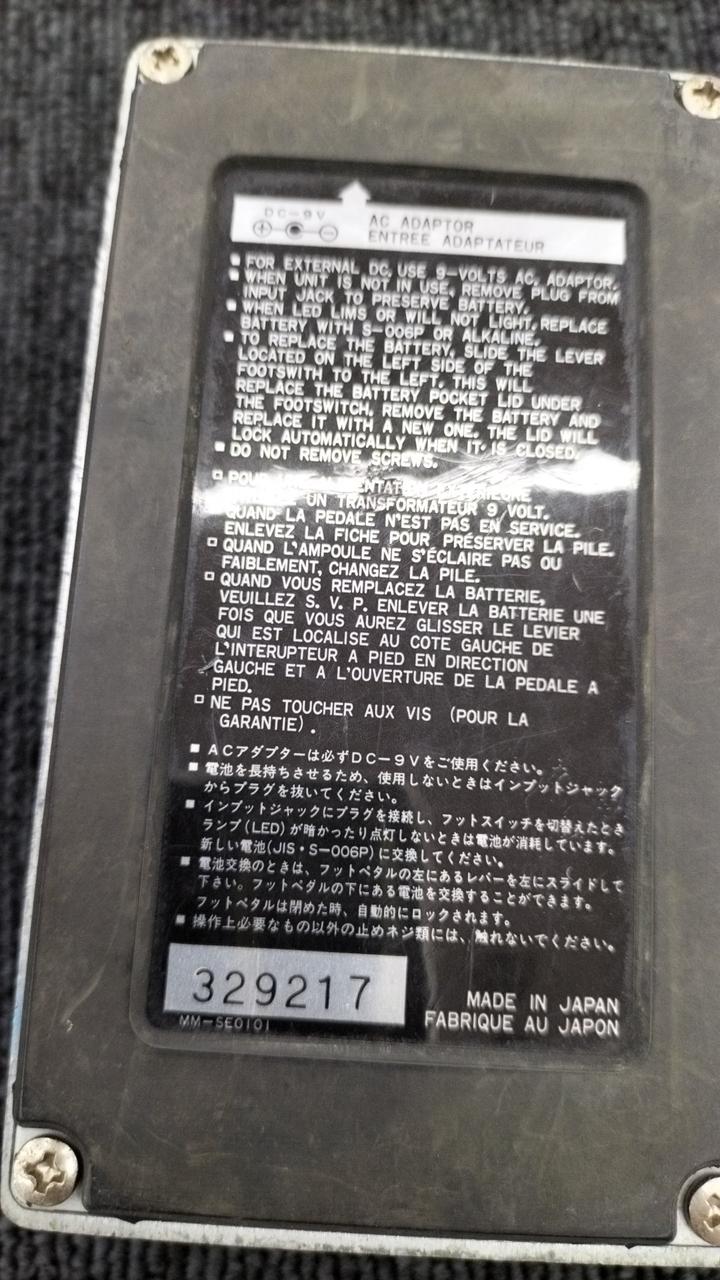 DC-9V
AC ADAPTOR
ENTREE ADAPTATEUR
FOR EXTERNAL DC, USE 9-VOLTS AC, ADAPTOR.
WHEN UNIT IS NOT IN USE, REMOVE PLUG FROM
INPUT JACK TO PRESERVE BATTERY.
WHEN LED LIMS OR WILL NOT LIGHT, REPLACE
BATTERY WITH S-006P OR ALKALINE.
TO REPLACE THE BATTERY, SLIDE THE LEVER
LOCATED ON THE LEFT SIDE OF THE
FOOTSWITH TO THE LEFT. THIS WILL
REPLACE THE BATTERY POCKET LID UNDER
THE FOOTSWITCH, REMOVE THE BATTERY AND
REPLACE IT WITH A NEW ONE, THE LID WILL
LOCK AUTOMATICALLY WHEN IT IS CLOSED.
DO NOT REMOVE SCREWS.
POUR
UN TRANSFORMATEUR 9 VOLT.
QUAND LA PEDALE N'EST PAS EN SERVICE.
ENLEVEZ LA FICHE POUR PRÉSERVER LA PILE.
QUAND L'AMPOULE NE S'ÉCLAIRE PAS OU
FAIBLEMENT, CHANGEZ LA PILE.
QUAND VOUS REMPLACEZ LA BATTERIE,
VEUILLEZ S. V. P. ENLEVER LA BATTERIE UNE
FOIS QUE VOUS AUREZ GLISSER LE LEVIER
QUI EST LOCALISE AU COTE GAUCHE DE
L'INTERUPTEUR A PIED EN DIRECTION
GAUCHE ET A L'OUVERTURE DE LA PEDALE A
PIED.
NE PAS TOUCHER AUX VIS (POUR LA
GARANTIE).
ACアダプターは必ずDC-9Vをご使用ください。
電池を長持ちさせるため、使用しないときはインプットジャック
からプラグを抜いてください。
インプットジャックにプラグを接続し、フットスイッチを切替えたとき
ランプ(LED)が暗かったり点灯しないときは電池が消耗しています。
新しい電池(JIS・S-006P)に交換してください。
電池交換のときは、フットペタルの左にあるレバーを左にスライドして
下さい。フットペタルの下にある電池を交換することができます。
フットペタルは閉めた時、自動的にロックされます。
操作上必要なもの以外の止めネジ類には、触れないでください。
329217
MM-SE0101
MADE IN JAPAN
FABRIQUE AU JAPON